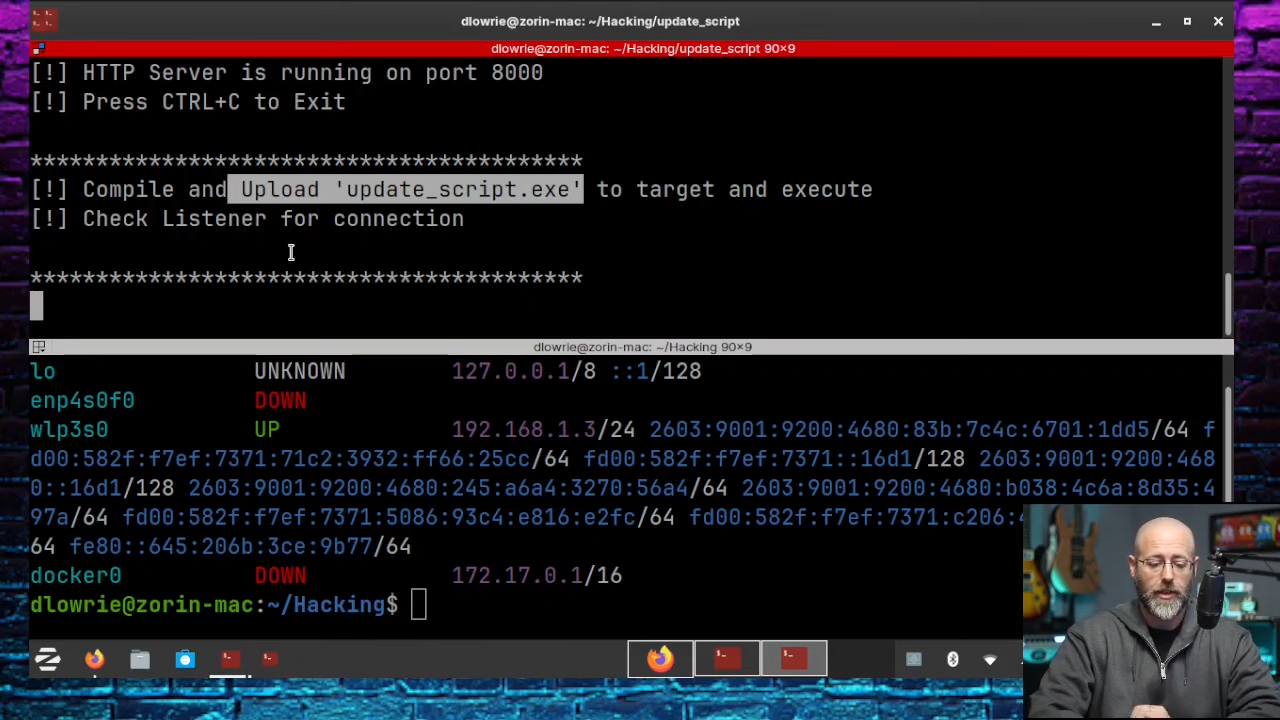 dlowrie@zorin-mac: ~/Hacking/update_script
dlowrie@zorin-mac: ~/Hacking/update_script 90×9
[!] HTTP Server is running on port 8000
[!] Press CTRL+C to Exit
******************************************
[!] Compile and Upload 'update_script.exe' to target and execute
[!] Check Listener for connection
******************************************
dlowrie@zorin-mac: ~/Hacking 90×9
lo UNKNOWN 127.0.0.1/8 ::1/128
enp4s0f0 DOWN
wlp3s0 UP 192.168.1.3/24 2603:9001:9200:4680:83b:7c4c:6701:1dd5/64 f
d00:582f:f7ef:7371:71c2:3932:ff66:25cc/64 fd00:582f:f7ef:7371::16d1/128 2603:9001:9200:468
0::16d1/128 2603:9001:9200:4680:245:a6a4:3270:56a4/64 2603:9001:9200:4680:b038:4c6a:8d35:4
97a/64 fd00:582f:f7ef:7371:5086:93c4:e816:e2fc/64 fd00:582f:f7ef:7371:c206:
64 fe80::645:206b:3ce:9b77/64
docker0 DOWN 172.17.0.1/16
dlowrie@zorin-mac:~/Hacking$